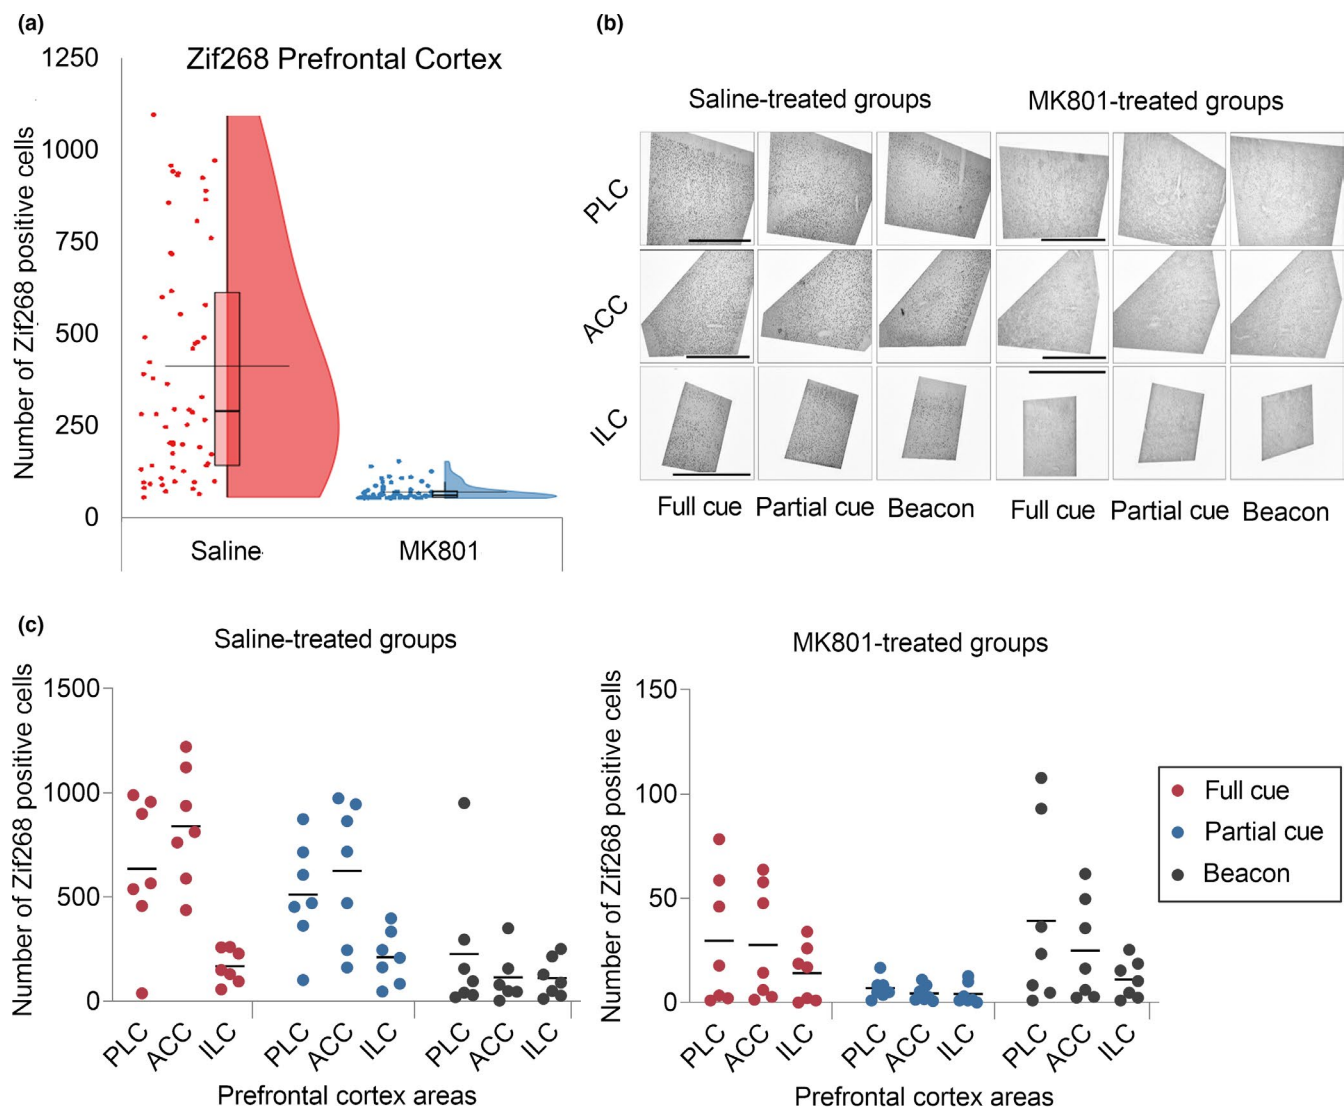 (a)
Zif268 Prefrontal Cortex
Number of Zif268 positive cells
1250
1000
750
500
250
0
Saline
MK801
(b)
Saline-treated groups
MK801-treated groups
PLC
ACC
ILC
Full cue
Partial cue
Beacon
Full cue
Partial cue
Beacon
(c)
Saline-treated groups
Number of Zif268 positive cells
1500
1000
500
0
PLC
ACC
ILC
PLC
ACC
ILC
PLC
ACC
ILC
Prefrontal cortex areas
MK801-treated groups
Number of Zif268 positive cells
150
100
50
0
PLC
ACC
ILC
PLC
ACC
ILC
PLC
ACC
ILC
Prefrontal cortex areas
Full cue
Partial cue
Beacon